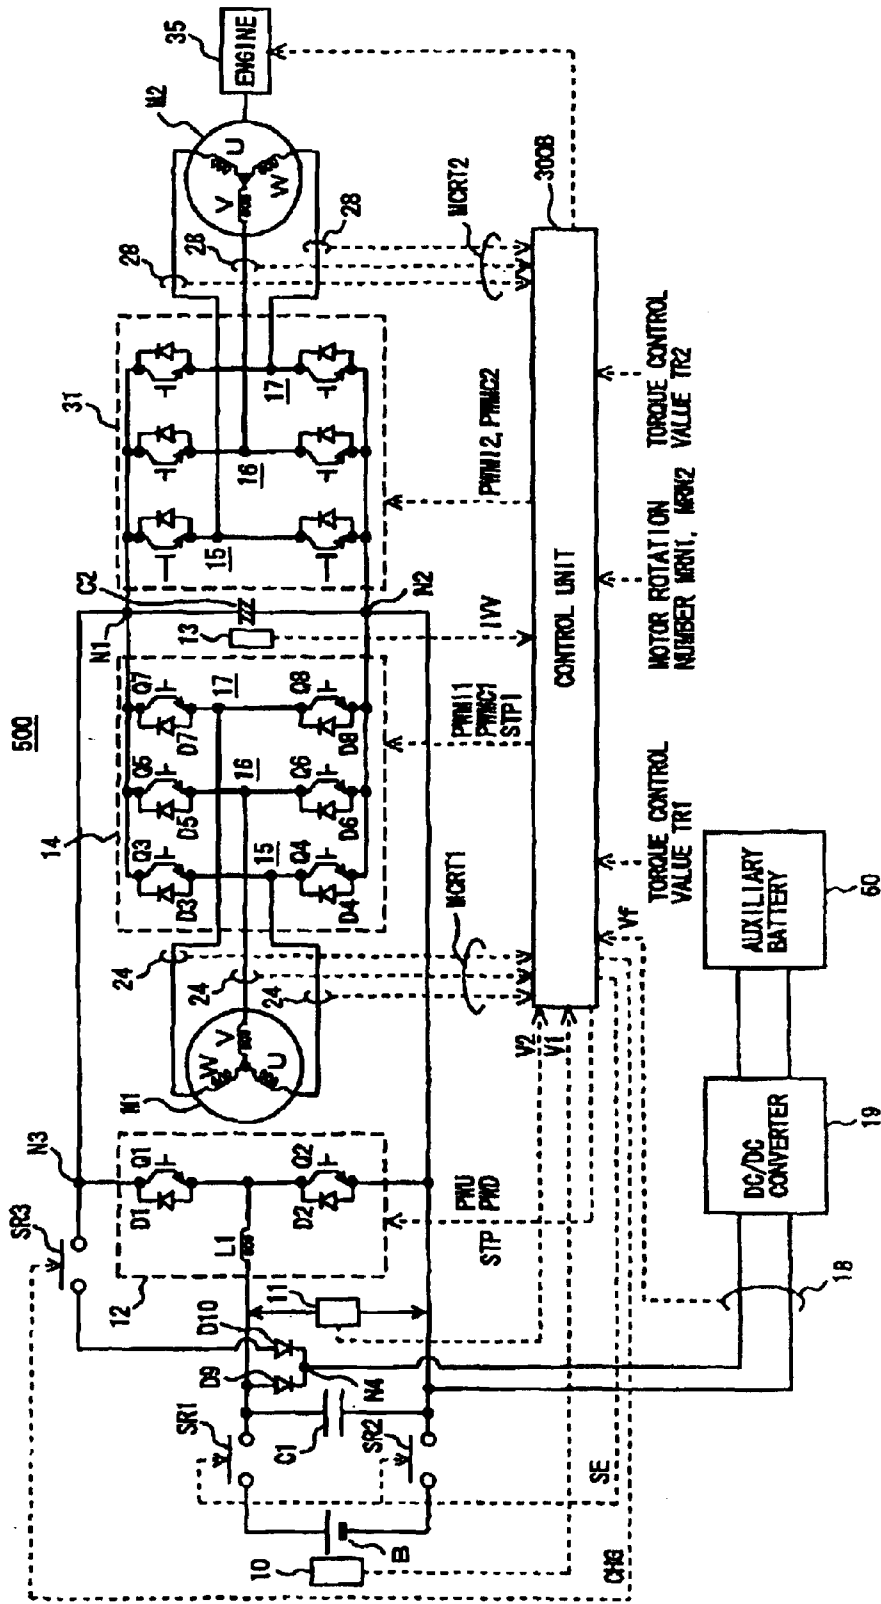 500
SR3
N3
M1
24
24
24
14
Q3
Q5
Q7
N1
13
C2
31
28
28
28
M2
35
ENGINE
12
D1
Q1
W
V
U
D3
D5
D7
17
16
15
15
16
17
V
U
W
D9
D10
L1
11
D2
Q2
Q4
Q6
Q8
D4
D6
D8
N2
SR1
C1
N4
SR2
10
B
STP
PWU
PWD
MCRT1
PWMI1
PWMC1
STP1
IVV
PWMI2, PWMC2
MCRT2
300B
SE
CHG
V2
V1
CONTROL UNIT
18
Vf
TORQUE CONTROL
VALUE TR1
MOTOR ROTATION
NUMBER MRN1, MRN2
TORQUE CONTROL
VALUE TR2
DC/DC
CONVERTER
19
AUXILIARY
BATTERY
60